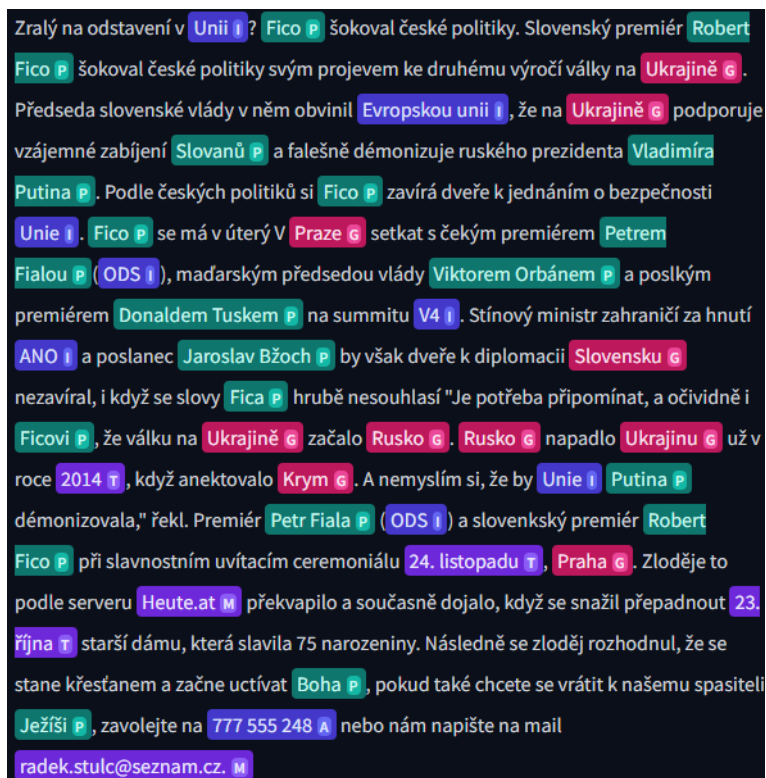 Zralý na odstavení v Unii I ? Fico P šokoval české politiky. Slovenský premiér Robert
Fico P šokoval české politiky svým projevem ke druhému výročí války na Ukrajině G .
Předseda slovenské vlády v něm obvinil Evropskou unii I , že na Ukrajině G podporuje
vzájemné zabíjení Slovanů P a falešně démonizuje ruského prezidenta Vladimíra
Putina P . Podle českých politiků si Fico P zavírá dveře k jednáním o bezpečnosti
Unie I . Fico P se má v úterý V Praze G setkat s čekým premiérem Petrem
Fialou P ( ODS I ), maďarským předsedou vlády Viktorem Orbánem P a poslkým
premiérem Donaldem Tuskem P na summitu V4 I . Stínový ministr zahraničí za hnutí
ANO I a poslanec Jaroslav Bžoch P by však dveře k diplomacii Slovensku G
nezavíral, i když se slovy Fica P hrubě nesouhlasí "Je potřeba připomínat, a očividně i
Ficovi P , že válku na Ukrajině G začalo Rusko G . Rusko G napadlo Ukrajinu G už v
roce 2014 T , když anektovalo Krym G . A nemyslím si, že by Unie I Putina P
démonizovala," řekl. Premiér Petr Fiala P ( ODS I ) a slovenkský premiér Robert
Fico P při slavnostním uvítacím ceremoniálu 24. listopadu T , Praha G . Zloděje to
podle serveru Heute.at M překvapilo a současně dojalo, když se snažil přepadnout 23.
října T starší dámu, která slavila 75 narozeniny. Následně se zloděj rozhodnul, že se
stane křesťanem a začne uctívat Boha P , pokud také chcete se vrátit k našemu spasiteli
Ježíši P , zavolejte na 777 555 248 A nebo nám napište na mail
radek.stulc@seznam.cz. M